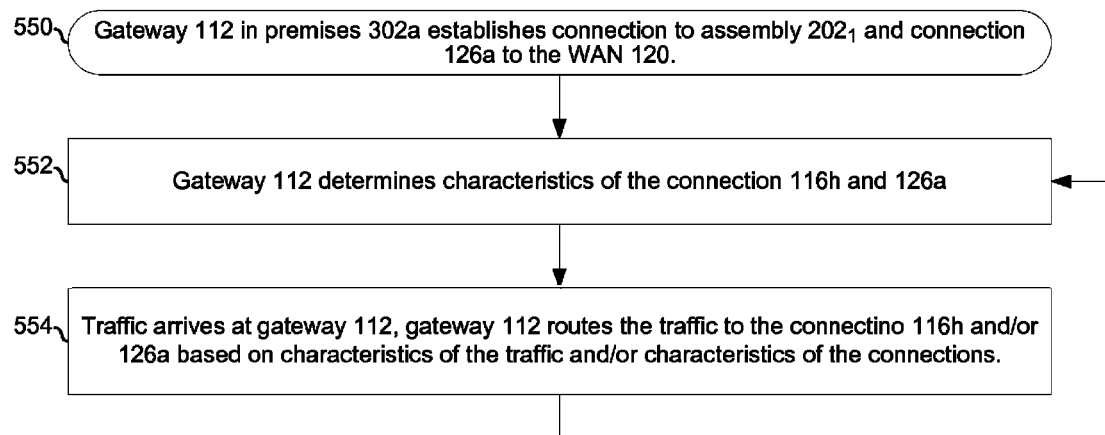 550
Gateway 112 in premises 302a establishes connection to assembly 202₁ and connection
126a to the WAN 120.
552
Gateway 112 determines characteristics of the connection 116h and 126a
554
Traffic arrives at gateway 112, gateway 112 routes the traffic to the connectino 116h and/or
126a based on characteristics of the traffic and/or characteristics of the connections.